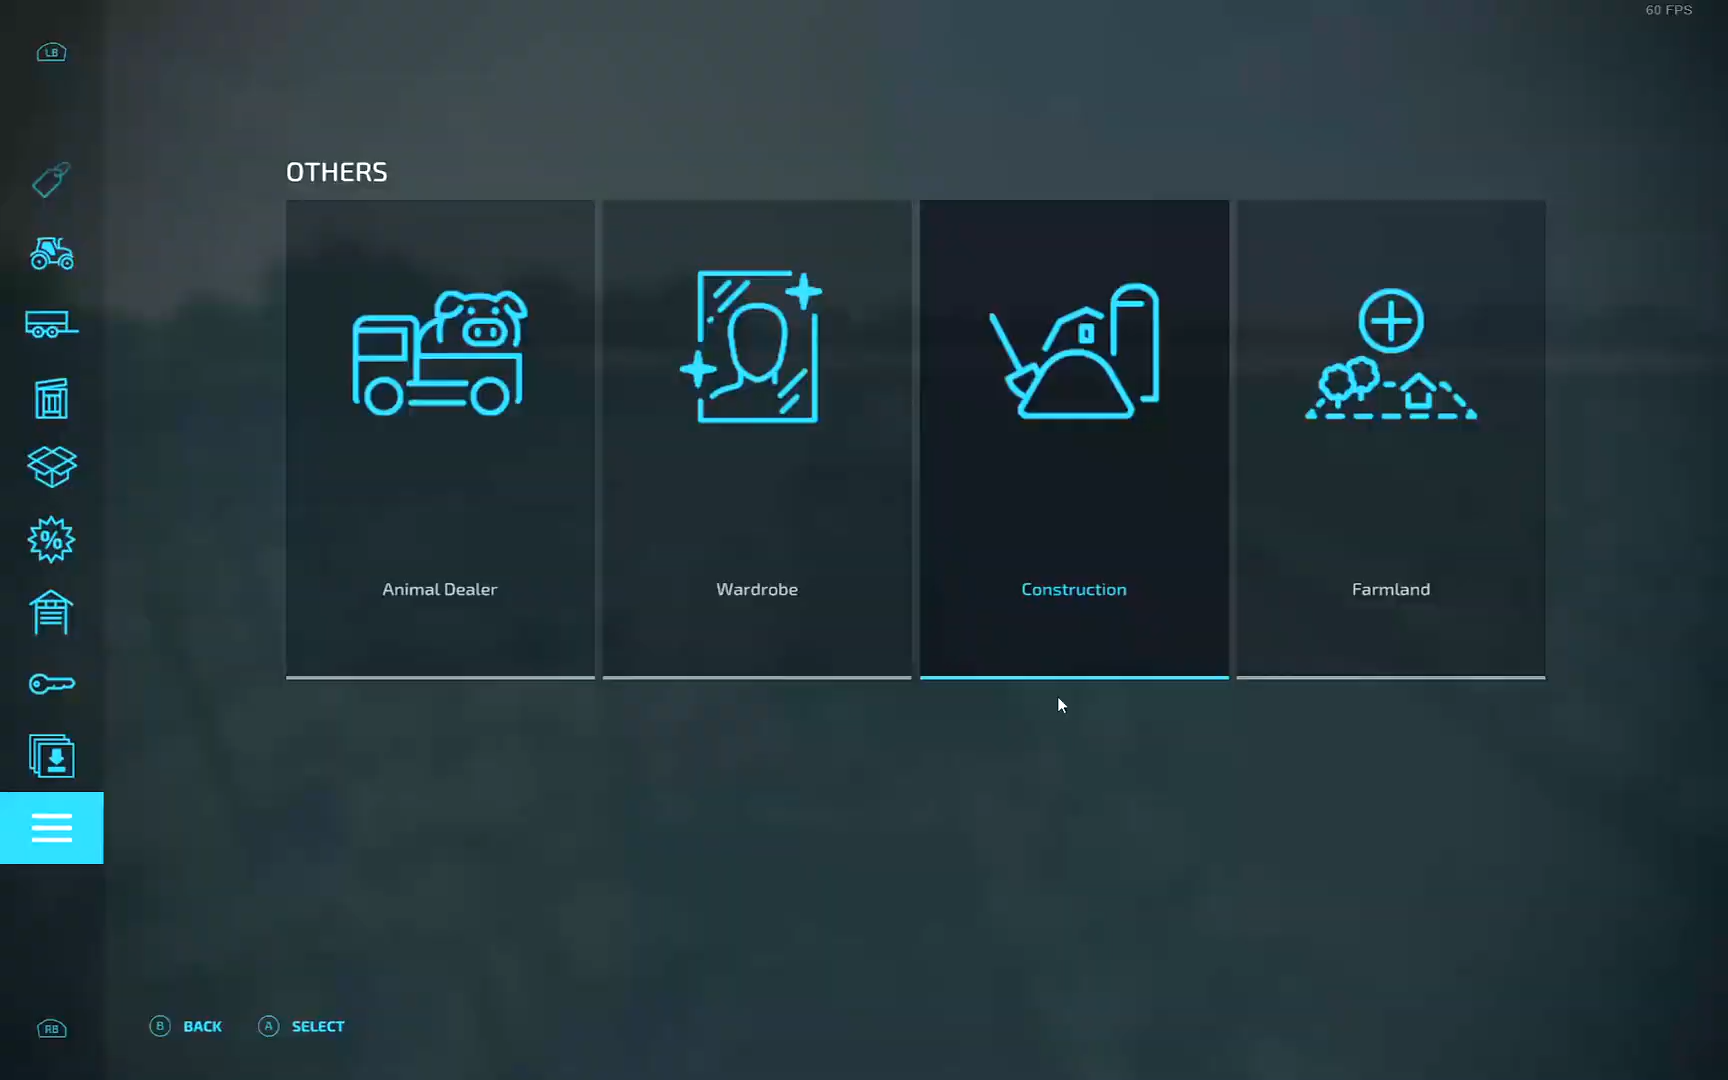 60 FPS
LB
OTHERS
%
Animal Dealer
Wardrobe
Construction
Farmland
RB
B BACK
A SELECT